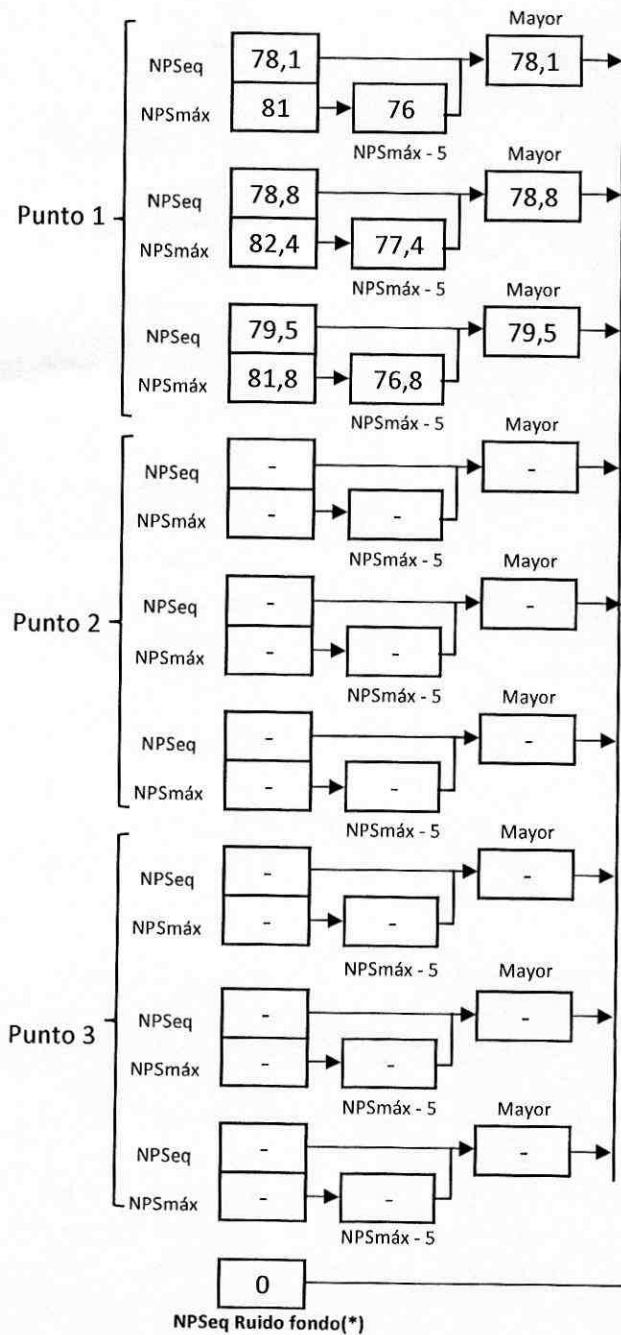 Mayor
NPSeq 78,1 78,1
NPSmáx 81 76
NPSmáx - 5
Mayor
NPSeq 78,8 78,8
Punto 1
NPSmáx 82,4 77,4
NPSmáx - 5
Mayor
NPSeq 79,5 79,5
NPSmáx 81,8 76,8
NPSmáx - 5
Mayor
NPSeq - -
NPSmáx - -
NPSmáx - 5
Mayor
NPSeq - -
Punto 2
NPSmáx - -
NPSmáx - 5
Mayor
NPSeq - -
NPSmáx - -
NPSmáx - 5
Mayor
NPSeq - -
NPSmáx - -
NPSmáx - 5
Mayor
NPSeq - -
Punto 3
NPSmáx - -
NPSmáx - 5
Mayor
NPSeq - -
NPSmáx - -
NPSmáx - 5
0
NPSeq Ruido fondo(*)